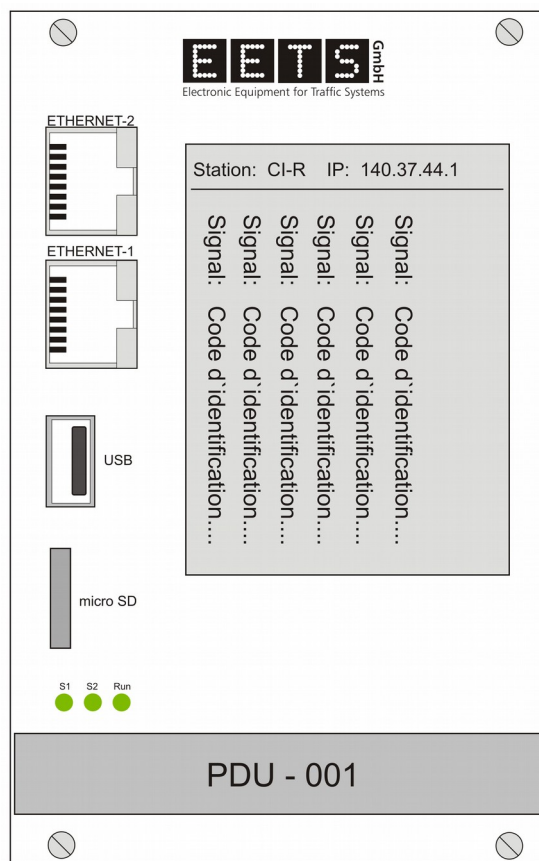 EETS GmbH
Electronic Equipment for Traffic Systems
ETHERNET-2
ETHERNET-1
USB
micro SD
S1 S2 Run
Station: CI-R IP: 140.37.44.1
Signal: Code d`identification....
Signal: Code d`identification....
Signal: Code d`identification....
Signal: Code d`identification....
Signal: Code d`identification....
Signal: Code d`identification....
PDU - 001